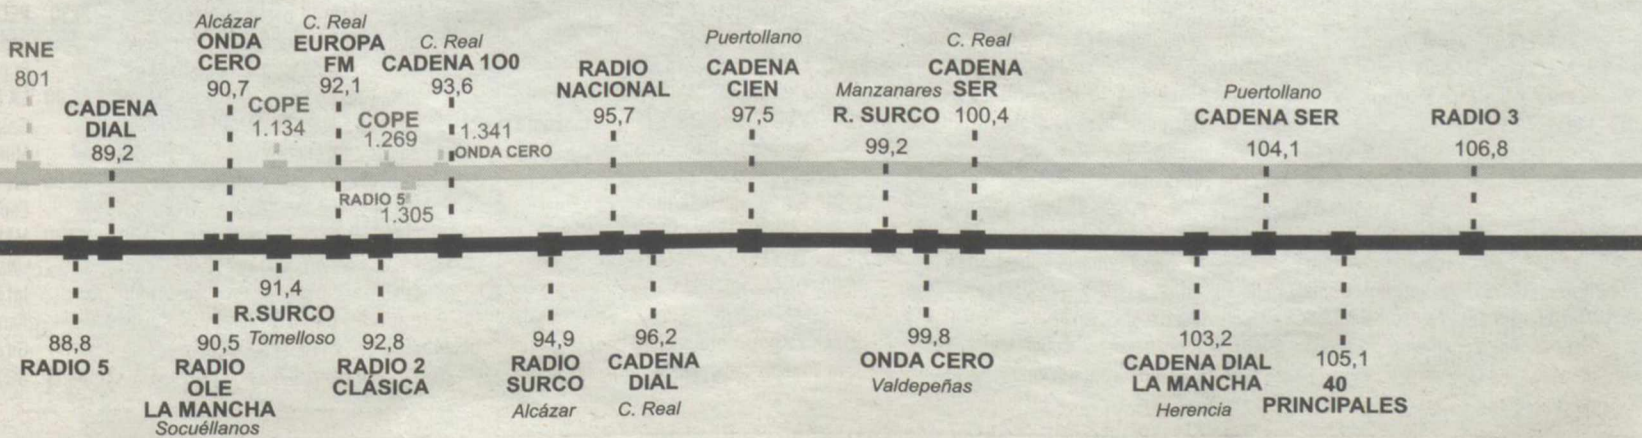 RNE
801
CADENA
DIAL
89,2
Alcázar
ONDA
CERO
90,7
COPE
1.134
C. Real
EUROPA
FM
92,1
COPE
1.269
RADIO 5
1.305
C. Real
CADENA 100
93,6
1.341
ONDA CERO
RADIO
NACIONAL
95,7
Puertollano
CADENA
CIEN
97,5
Manzanares
R. SURCO
99,2
C. Real
CADENA
SER
100,4
Puertollano
CADENA SER
104,1
RADIO 3
106,8
88,8
RADIO 5
90,5
RADIO
OLE
LA MANCHA
Socuéllanos
91,4
R.SURCO
Tomelloso
92,8
RADIO 2
CLÁSICA
94,9
RADIO
SURCO
Alcázar
96,2
CADENA
DIAL
C. Real
99,8
ONDA CERO
Valdepeñas
103,2
CADENA DIAL
LA MANCHA
Herencia
105,1
40
PRINCIPALES